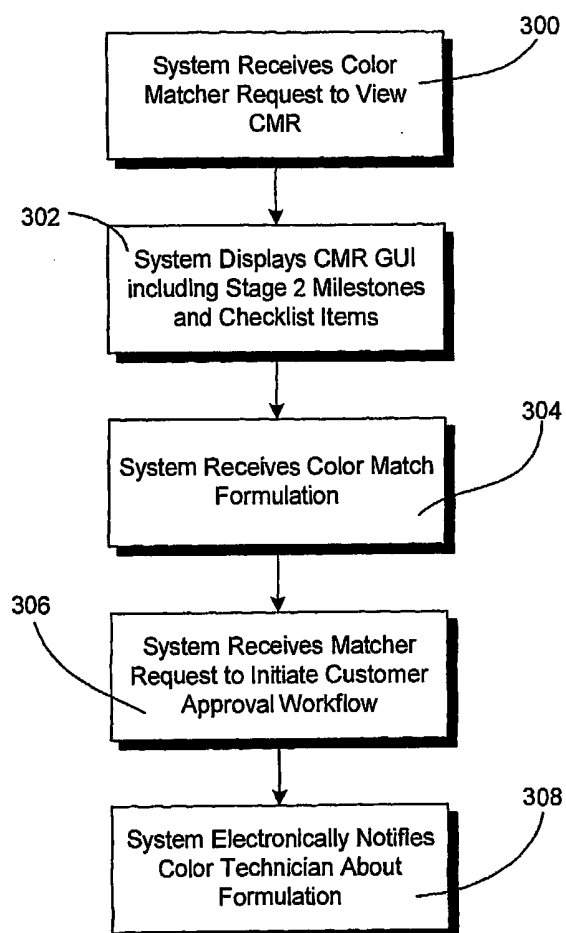 300
System Receives Color
Matcher Request to View
CMR
302
System Displays CMR GUI
including Stage 2 Milestones
and Checklist Items
304
System Receives Color Match
Formulation
306
System Receives Matcher
Request to Initiate Customer
Approval Workflow
308
System Electronically Notifies
Color Technician About
Formulation